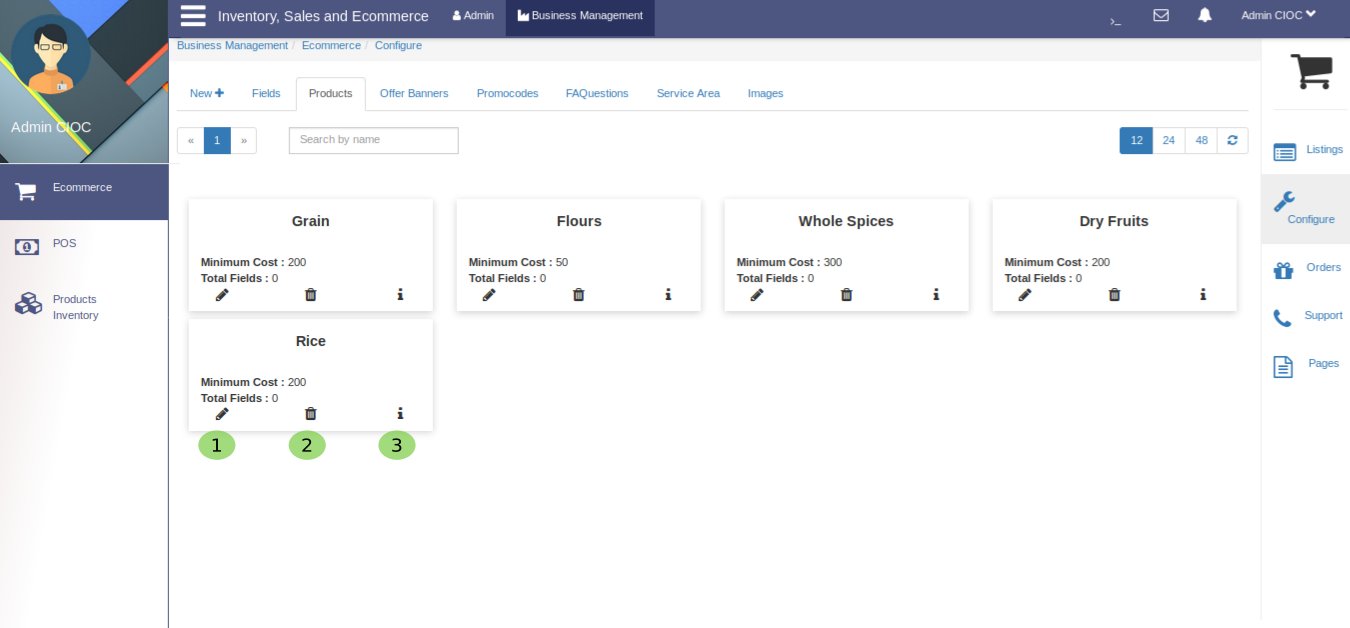 Inventory, Sales and Ecommerce Admin Business Management >_ Admin CIOC
Business Management / Ecommerce / Configure
Admin CIOC
New Fields Products Offer Banners Promocodes FAQuestions Service Area Images
« 1 » Search by name 12 24 48
Ecommerce
POS
Products
Inventory
Grain
Minimum Cost : 200
Total Fields : 0
Flours
Minimum Cost : 50
Total Fields : 0
Whole Spices
Minimum Cost : 300
Total Fields : 0
Dry Fruits
Minimum Cost : 200
Total Fields : 0
Rice
Minimum Cost : 200
Total Fields : 0
1 2 3
Listings
Configure
Orders
Support
Pages